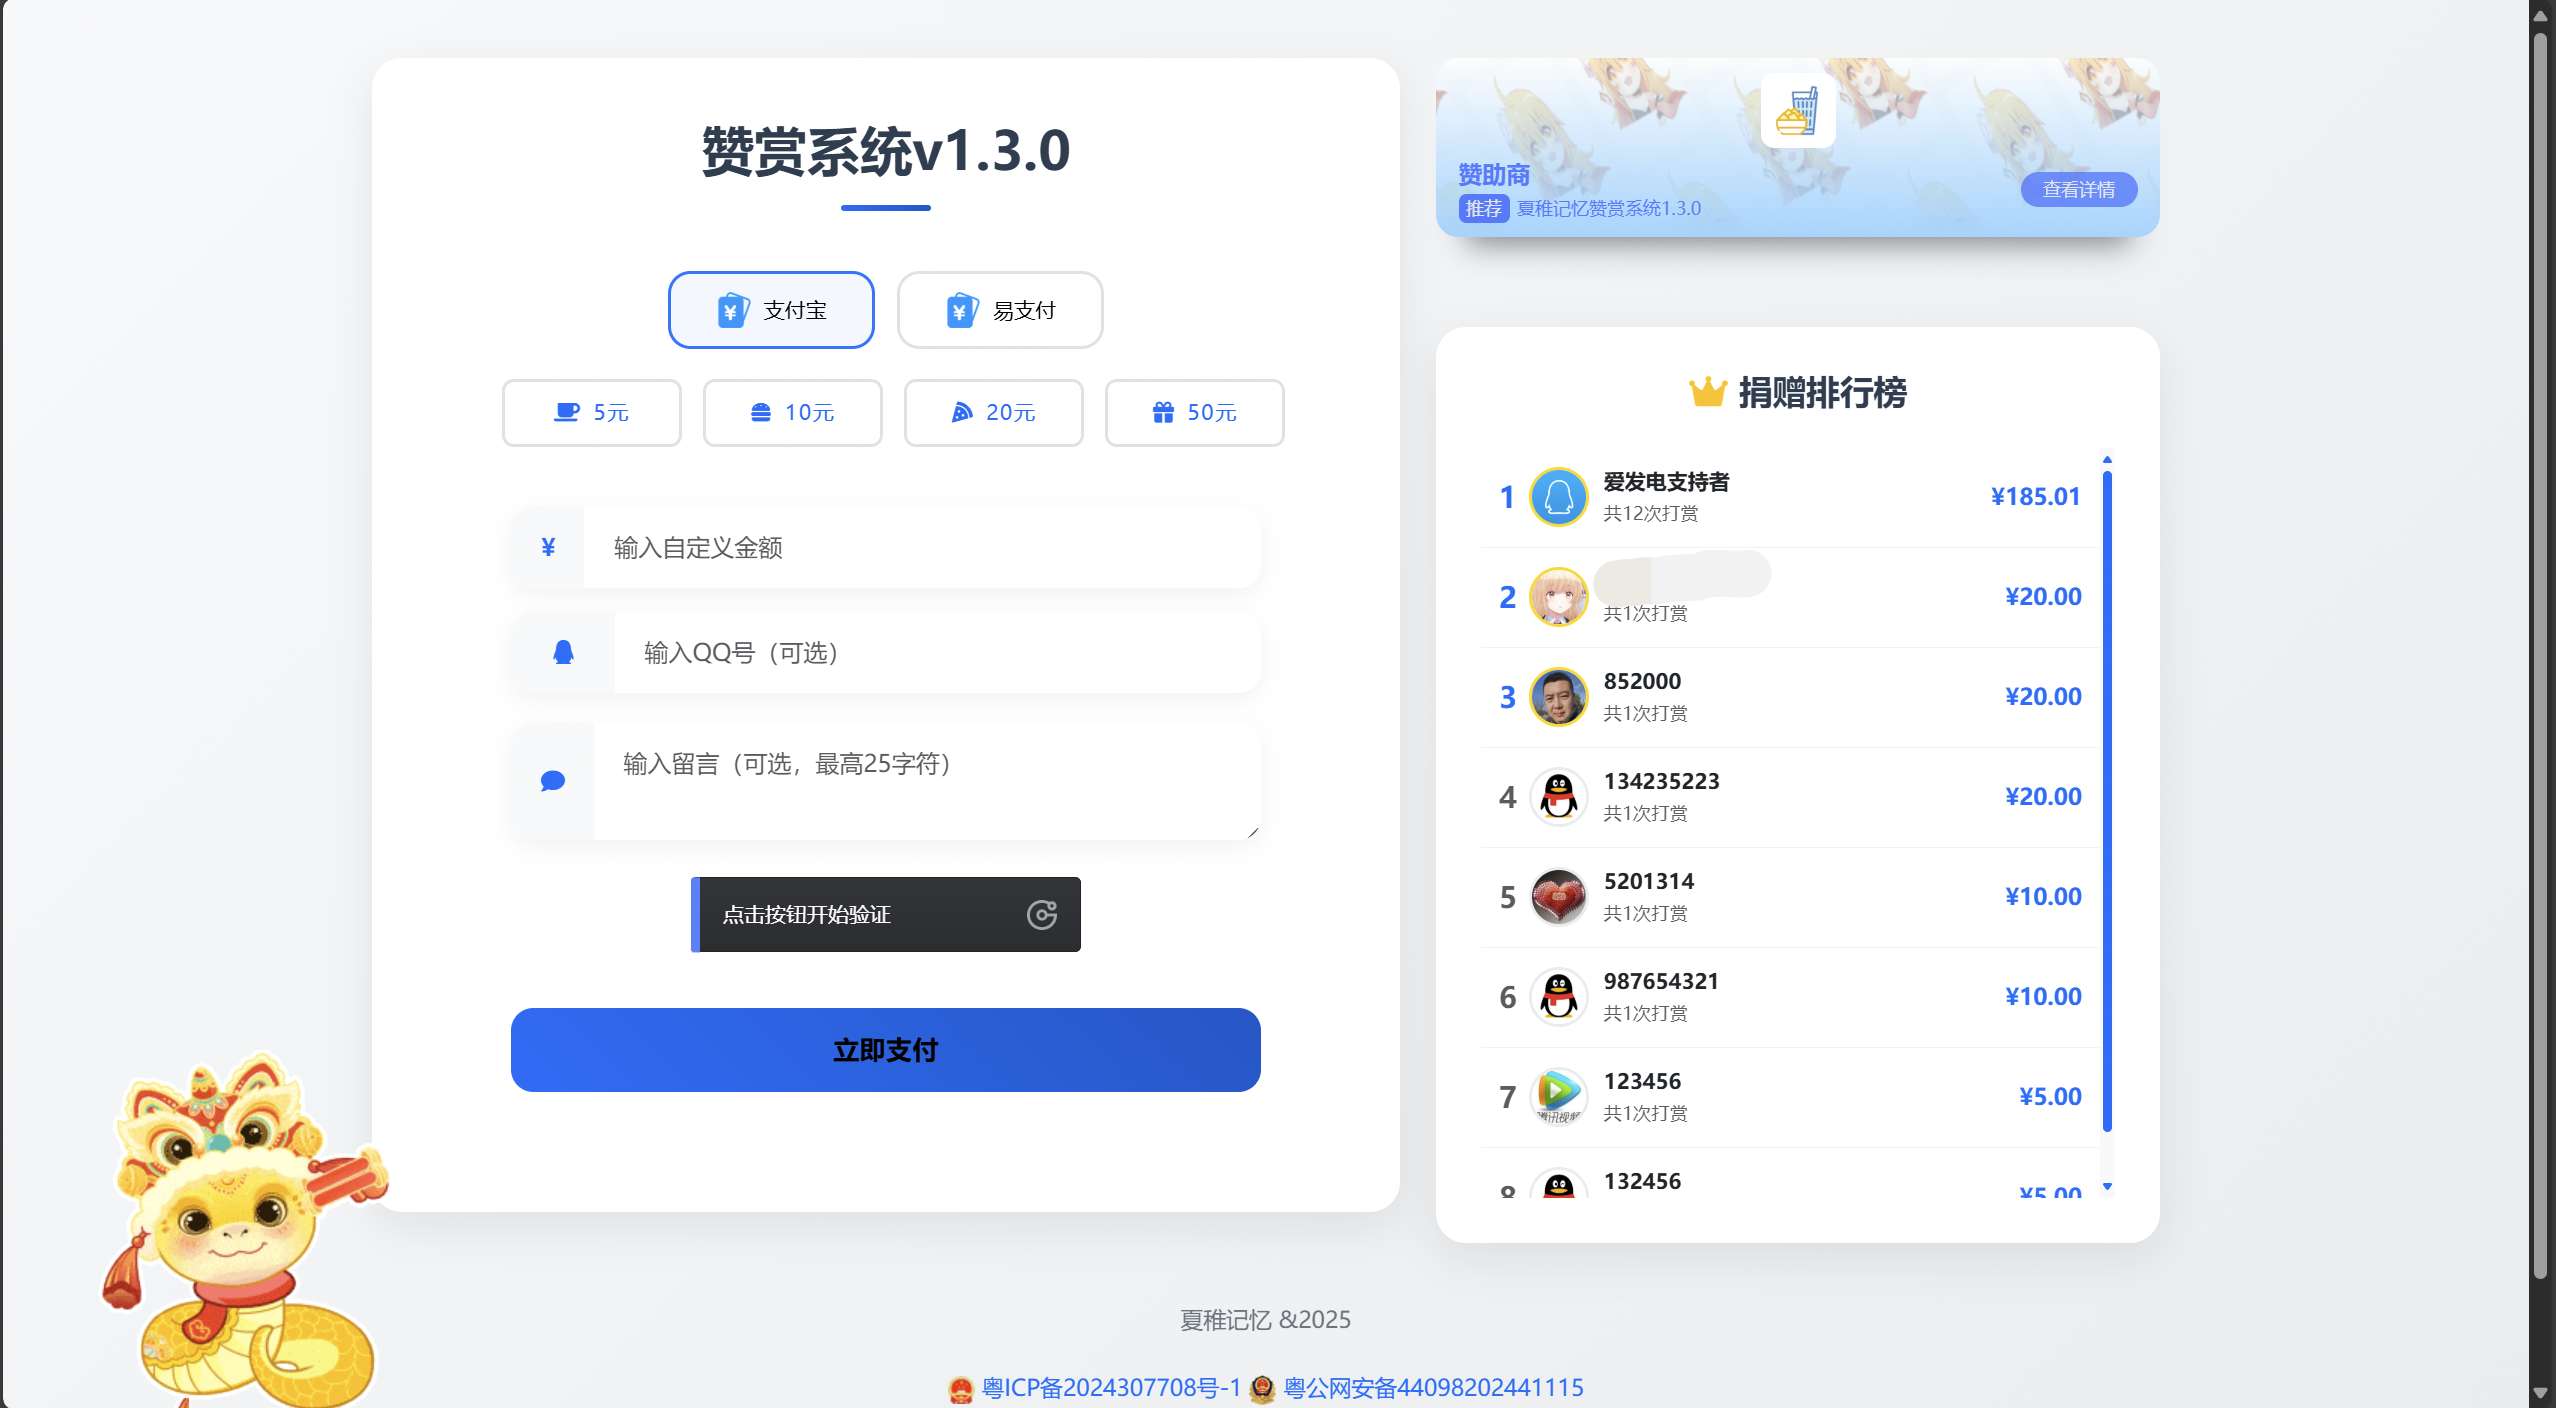 赞赏系统v1.3.0
支付宝
易支付
5元
10元
20元
50元
¥
输入自定义金额
输入QQ号（可选）
输入留言（可选，最高25字符）
点击按钮开始验证
立即支付
赞助商
推荐 夏稚记忆赞赏系统1.3.0
查看详情
捐赠排行榜
1 爱发电支持者 ¥185.01
共12次打赏
2 ¥20.00
共1次打赏
3 852000 ¥20.00
共1次打赏
4 134235223 ¥20.00
共1次打赏
5 5201314 ¥10.00
共1次打赏
6 987654321 ¥10.00
共1次打赏
7 123456 ¥5.00
腾讯视频
共1次打赏
8 132456 ¥5.00
夏稚记忆 &2025
粤ICP备2024307708号-1 粤公网安备44098202441115